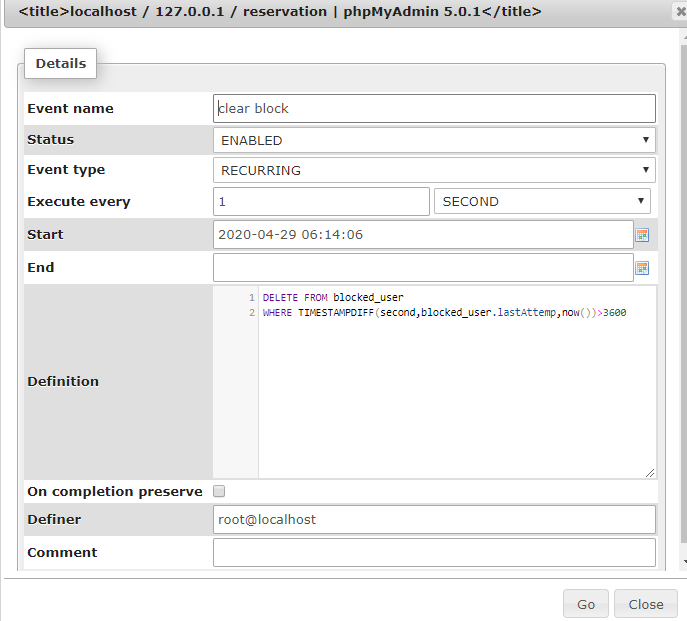 <title>localhost / 127.0.0.1 / reservation | phpMyAdmin 5.0.1</title>
Details
Event name clear block
Status ENABLED
Event type RECURRING
Execute every 1 SECOND
Start 2020-04-29 06:14:06
End
1 DELETE FROM blocked_user
2 WHERE TIMESTAMPDIFF(second,blocked_user.lastAttemp,now())>3600
Definition
On completion preserve
Definer root@localhost
Comment
Go Close